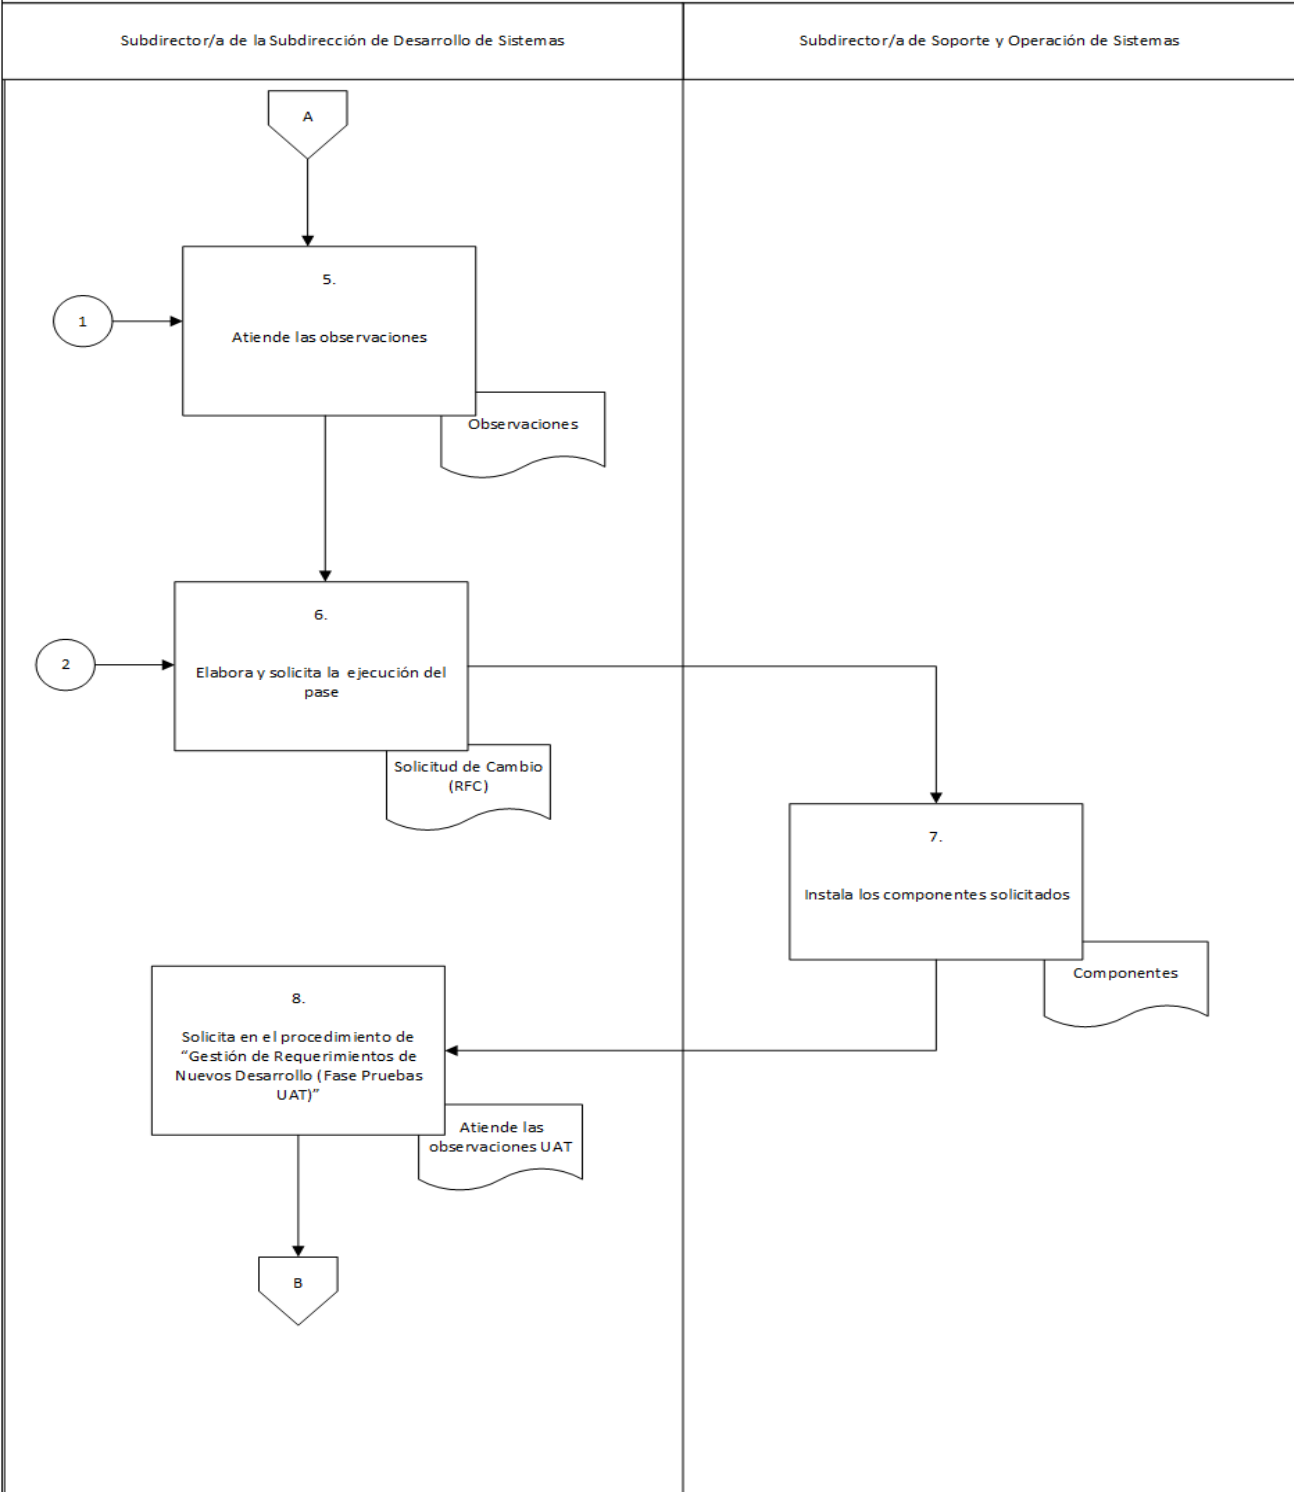 Subdirector/a de la Subdirección de Desarrollo de Sistemas
Subdirector/a de Soporte y Operación de Sistemas
A
5.
1
Atiende las observaciones
Observaciones
6.
2
Elabora y solicita la ejecución del
pase
Solicitud de Cambio
(RFC)
7.
Instala los componentes solicitados
Componentes
8.
Solicita en el procedimiento de
“Gestión de Requerimientos de
Nuevos Desarrollo (Fase Pruebas
UAT)”
Atiende las
observaciones UAT
B